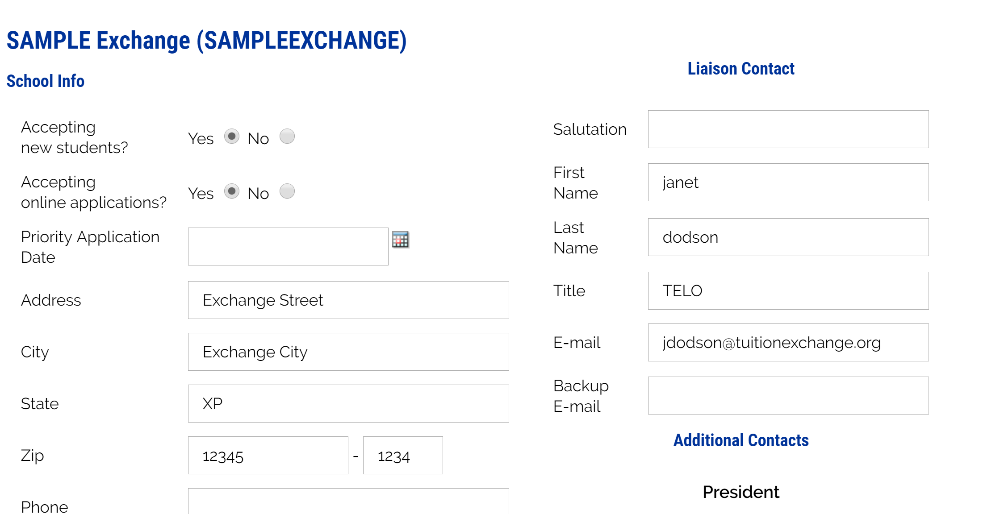 SAMPLE Exchange (SAMPLEEXCHANGE)
School Info
Accepting
new students?
Yes No
Accepting
online applications?
Yes No
Priority Application
Date
Address
Exchange Street
City
Exchange City
State
XP
Zip
12345 - 1234
Phone
Liaison Contact
Salutation
First
Name
janet
Last
Name
dodson
Title
TELO
E-mail
jdodson@tuitionexchange.org
Backup
E-mail
Additional Contacts
President